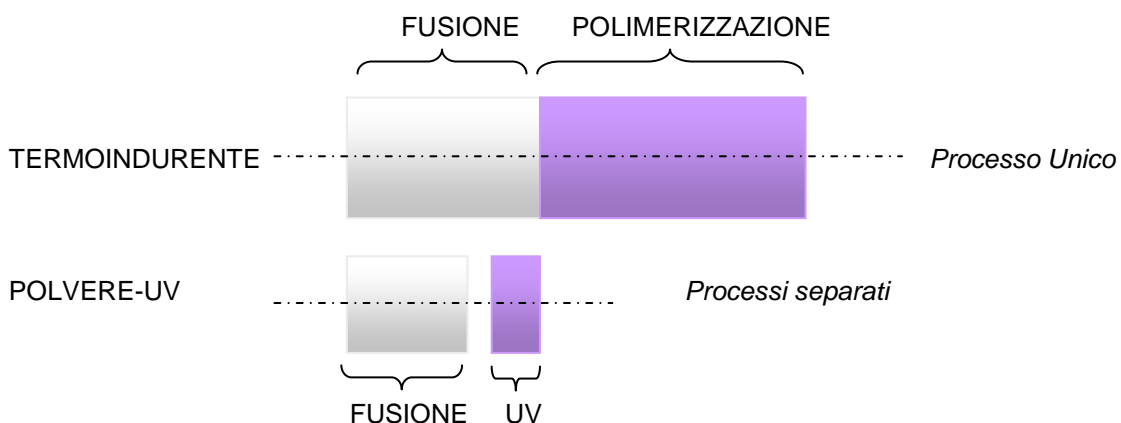 FUSIONE POLIMERIZZAZIONE
TERMOINDURENTE Processo Unico
POLVERE-UV Processi separati
FUSIONE UV